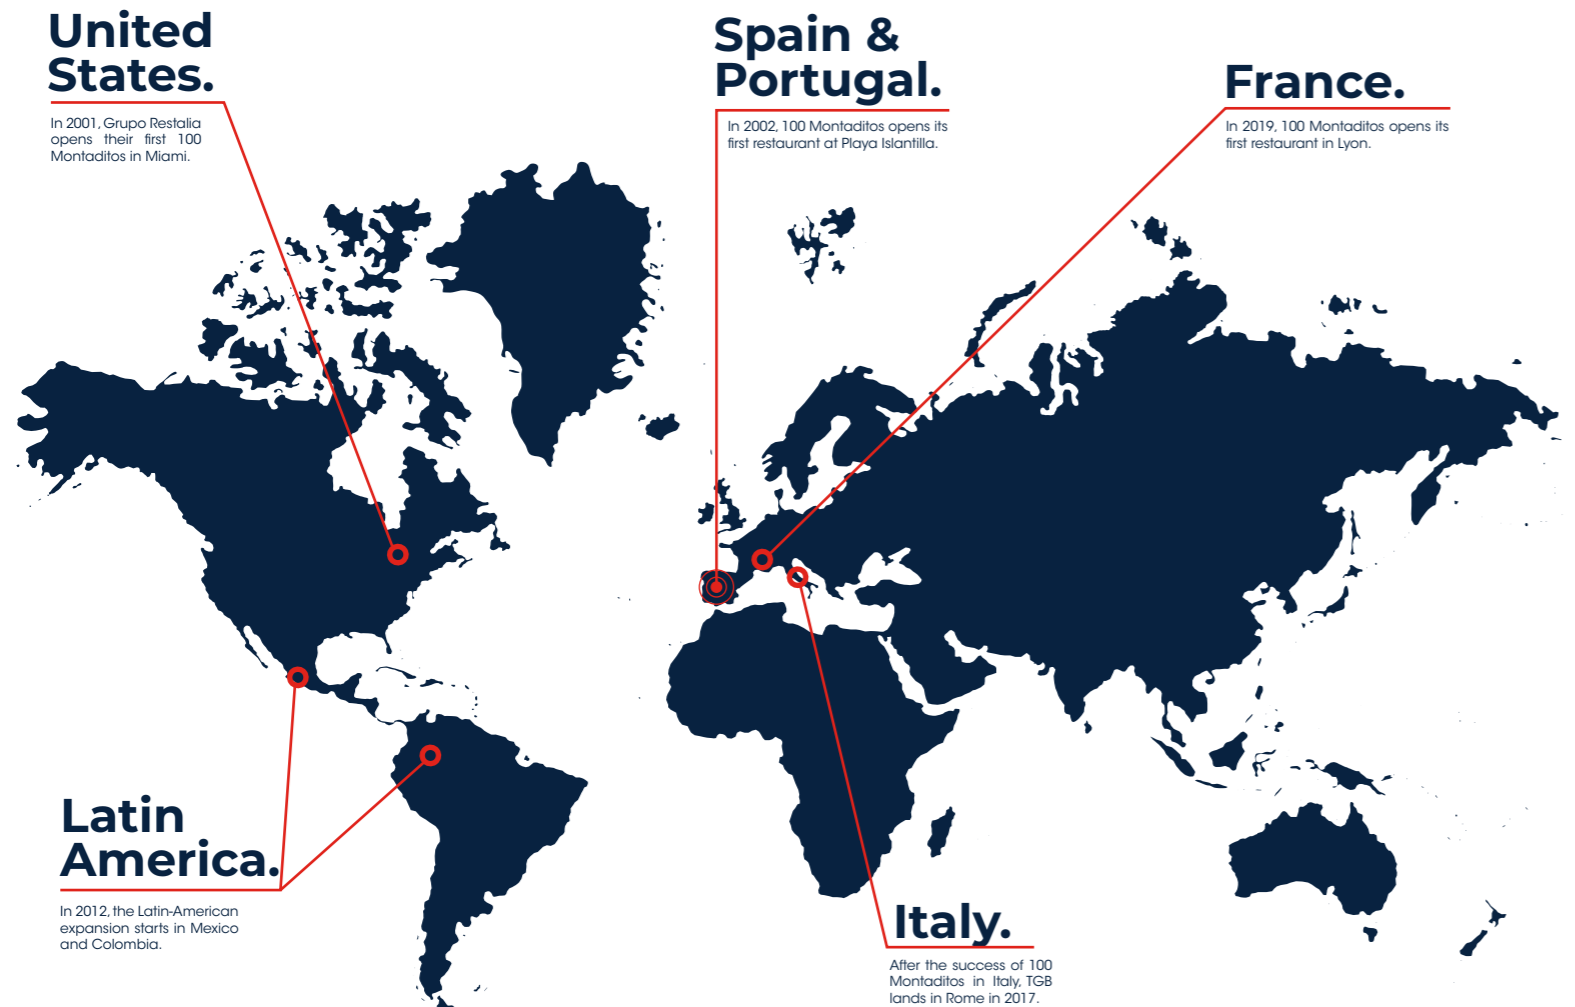 United
States.
In 2001, Grupo Restalia
opens their first 100
Montaditos in Miami.
Spain &
Portugal.
In 2002, 100 Montaditos opens its
first restaurant at Playa Islantilla.
France.
In 2019, 100 Montaditos opens its
first restaurant in Lyon.
Latin
America.
In 2012, the Latin-American
expansion starts in Mexico
and Colombia.
Italy.
After the success of 100
Montaditos in Italy, TGB
lands in Rome in 2017.